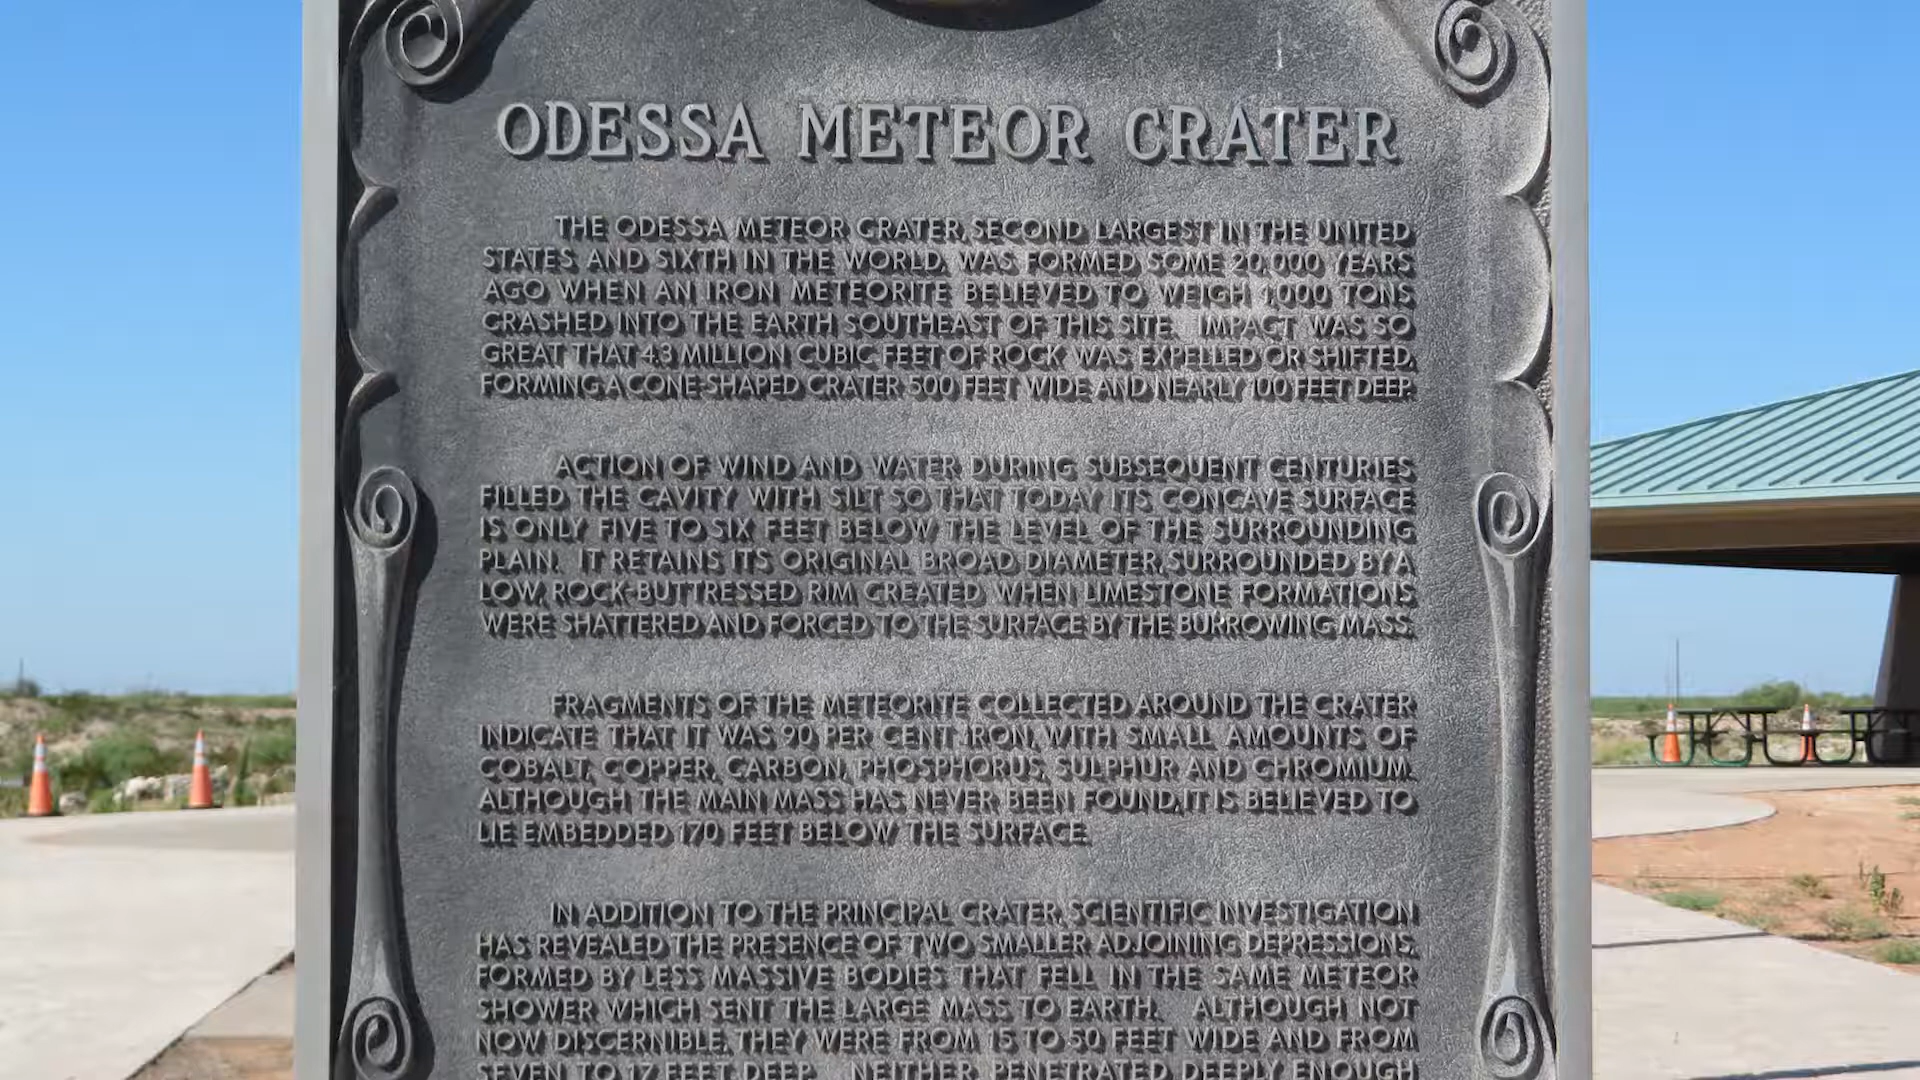 ODESSA METEOR CRATER
THE ODESSA METEOR CRATER, SECOND LARGEST IN THE UNITED
STATES AND SIXTH IN THE WORLD, WAS FORMED SOME 20,000 YEARS
AGO WHEN AN IRON METEORITE BELIEVED TO WEIGH 1,000 TONS
CRASHED INTO THE EARTH SOUTHEAST OF THIS SITE. IMPACT WAS SO
GREAT THAT 4.3 MILLION CUBIC FEET OF ROCK WAS EXPELLED OR SHIFTED,
FORMING A CONE-SHAPED CRATER 500 FEET WIDE AND NEARLY 100 FEET DEEP.
ACTION OF WIND AND WATER DURING SUBSEQUENT CENTURIES
FILLED THE CAVITY WITH SILT SO THAT TODAY ITS CONCAVE SURFACE
IS ONLY FIVE TO SIX FEET BELOW THE LEVEL OF THE SURROUNDING
PLAIN. IT RETAINS ITS ORIGINAL BROAD DIAMETER, SURROUNDED BY A
LOW, ROCK-BUTTRESSED RIM CREATED WHEN LIMESTONE FORMATIONS
WERE SHATTERED AND FORCED TO THE SURFACE BY THE BURROWING MASS.
FRAGMENTS OF THE METEORITE COLLECTED AROUND THE CRATER
INDICATE THAT IT WAS 90 PER CENT IRON, WITH SMALL AMOUNTS OF
COBALT, COPPER, CARBON, PHOSPHORUS, SULPHUR AND CHROMIUM.
ALTHOUGH THE MAIN MASS HAS NEVER BEEN FOUND, IT IS BELIEVED TO
LIE EMBEDDED 170 FEET BELOW THE SURFACE.
IN ADDITION TO THE PRINCIPAL CRATER, SCIENTIFIC INVESTIGATION
HAS REVEALED THE PRESENCE OF TWO SMALLER ADJOINING DEPRESSIONS,
FORMED BY LESS MASSIVE BODIES THAT FELL IN THE SAME METEOR
SHOWER WHICH SENT THE LARGE MASS TO EARTH. ALTHOUGH NOT
NOW DISCERNIBLE, THEY WERE FROM 15 TO 50 FEET WIDE AND FROM
SEVEN TO 17 FEET DEEP. NEITHER PENETRATED DEEPLY ENOUGH